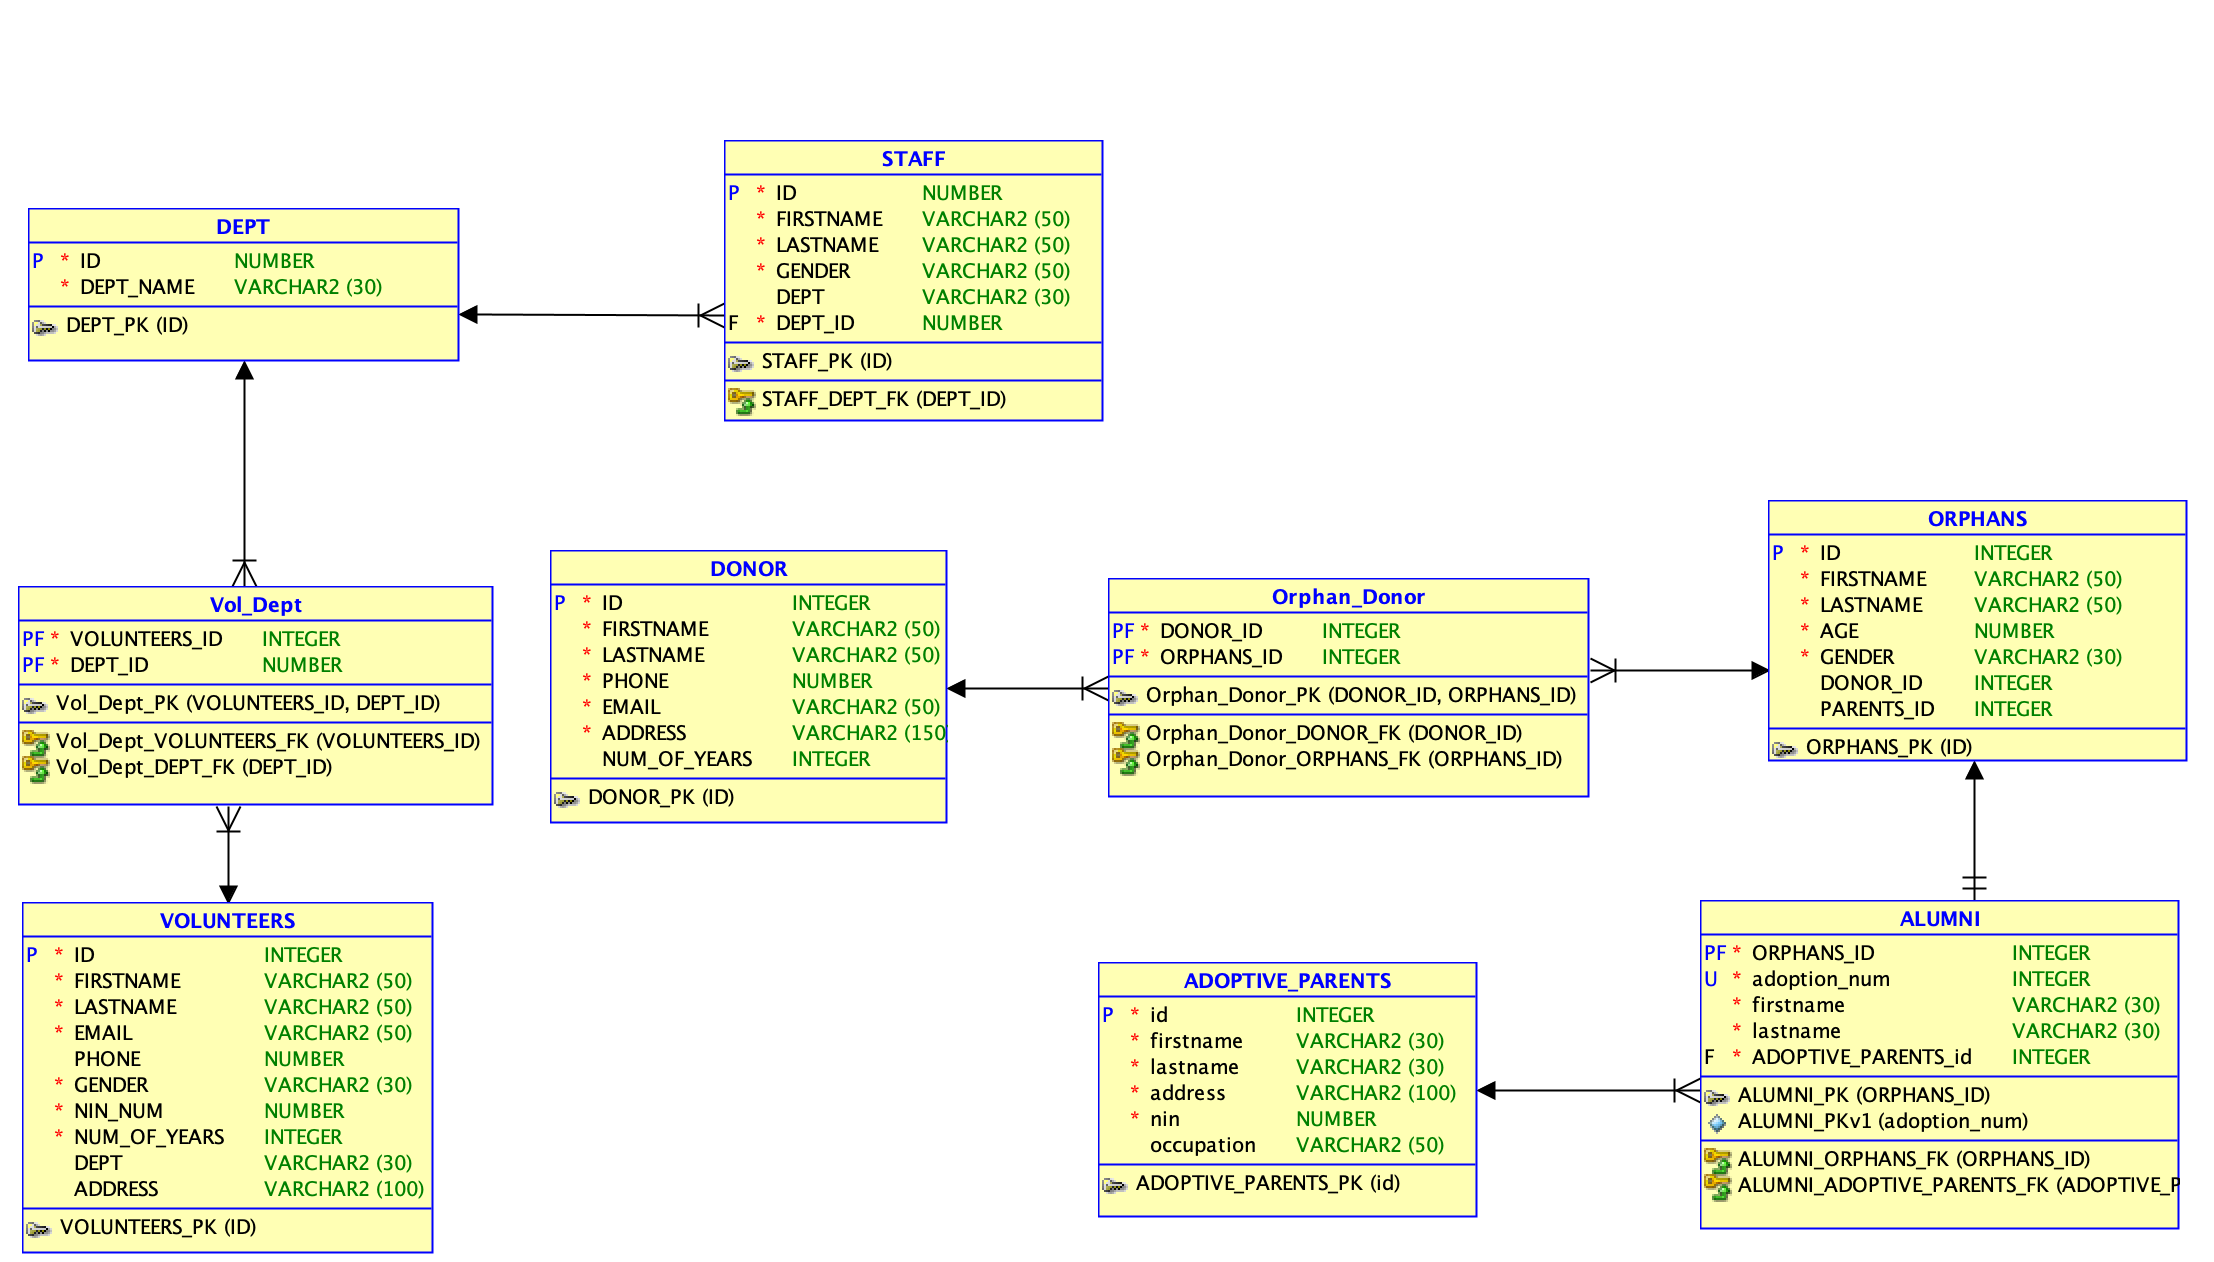 STAFF
P * ID NUMBER
* FIRSTNAME VARCHAR2 (50)
* LASTNAME VARCHAR2 (50)
* GENDER VARCHAR2 (50)
DEPT VARCHAR2 (30)
F * DEPT_ID NUMBER
STAFF_PK (ID)
STAFF_DEPT_FK (DEPT_ID)
DEPT
P * ID NUMBER
* DEPT_NAME VARCHAR2 (30)
DEPT_PK (ID)
Vol_Dept
PF * VOLUNTEERS_ID INTEGER
PF * DEPT_ID NUMBER
Vol_Dept_PK (VOLUNTEERS_ID, DEPT_ID)
Vol_Dept_VOLUNTEERS_FK (VOLUNTEERS_ID)
Vol_Dept_DEPT_FK (DEPT_ID)
DONOR
P * ID INTEGER
* FIRSTNAME VARCHAR2 (50)
* LASTNAME VARCHAR2 (50)
* PHONE NUMBER
* EMAIL VARCHAR2 (50)
* ADDRESS VARCHAR2 (150
NUM_OF_YEARS INTEGER
DONOR_PK (ID)
Orphan_Donor
PF * DONOR_ID INTEGER
PF * ORPHANS_ID INTEGER
Orphan_Donor_PK (DONOR_ID, ORPHANS_ID)
Orphan_Donor_DONOR_FK (DONOR_ID)
Orphan_Donor_ORPHANS_FK (ORPHANS_ID)
ORPHANS
P * ID INTEGER
* FIRSTNAME VARCHAR2 (50)
* LASTNAME VARCHAR2 (50)
* AGE NUMBER
* GENDER VARCHAR2 (30)
DONOR_ID INTEGER
PARENTS_ID INTEGER
ORPHANS_PK (ID)
VOLUNTEERS
P * ID INTEGER
* FIRSTNAME VARCHAR2 (50)
* LASTNAME VARCHAR2 (50)
* EMAIL VARCHAR2 (50)
PHONE NUMBER
* GENDER VARCHAR2 (30)
* NIN_NUM NUMBER
* NUM_OF_YEARS INTEGER
DEPT VARCHAR2 (30)
ADDRESS VARCHAR2 (100)
VOLUNTEERS_PK (ID)
ADOPTIVE_PARENTS
P * id INTEGER
* firstname VARCHAR2 (30)
* lastname VARCHAR2 (30)
* address VARCHAR2 (100)
* nin NUMBER
occupation VARCHAR2 (50)
ADOPTIVE_PARENTS_PK (id)
ALUMNI
PF * ORPHANS_ID INTEGER
U * adoption_num INTEGER
* firstname VARCHAR2 (30)
* lastname VARCHAR2 (30)
F * ADOPTIVE_PARENTS_id INTEGER
ALUMNI_PK (ORPHANS_ID)
ALUMNI_PKv1 (adoption_num)
ALUMNI_ORPHANS_FK (ORPHANS_ID)
ALUMNI_ADOPTIVE_PARENTS_FK (ADOPTIVE_P